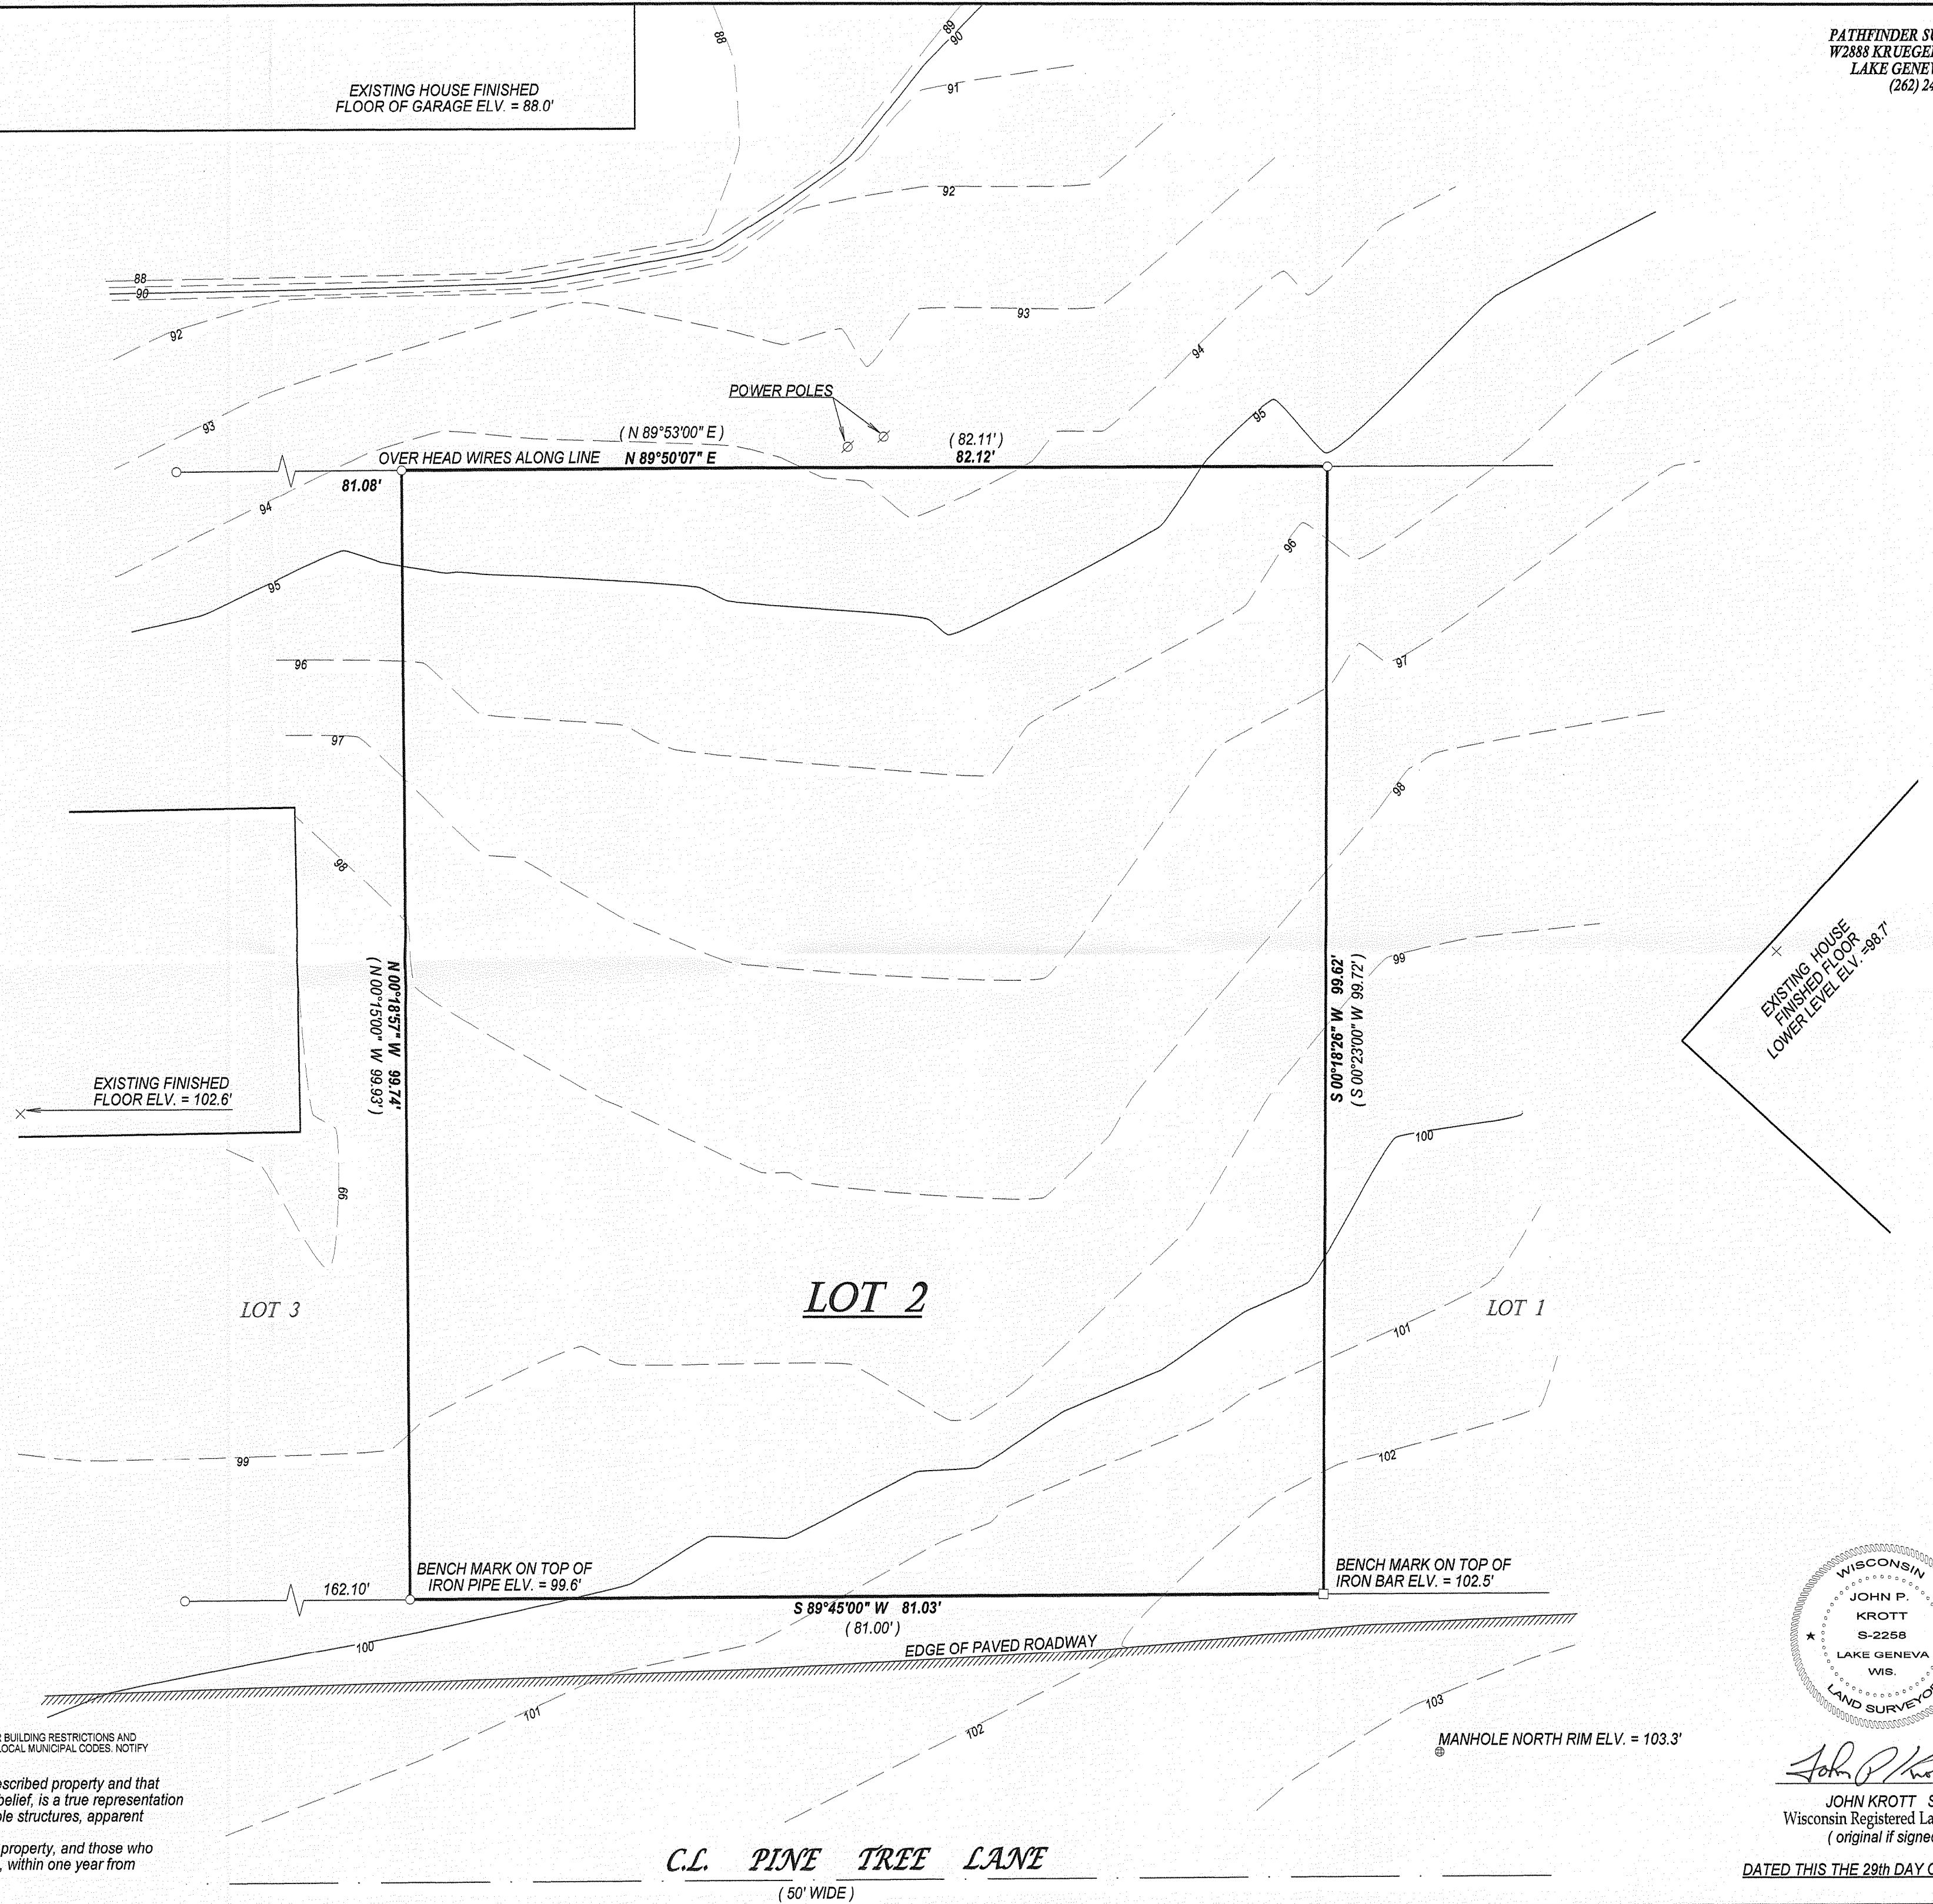 PATHFINDER
W2888
LAKE
(262)
EXISTING HOUSE FINISHED
FLOOR OF GARAGE ELV. = 88.0'
88
89
90
91
92
88
90
92
93
93
94
POWER POLES
( N 89°53'00" E )
( 82.11' )
OVER HEAD WIRES ALONG LINE N 89°50'07" E 82.12'
81.08'
94
95
95
96
96
97
97
98
98
99
EXISTING HOUSE
FINISHED FLOOR
LOWER LEVEL ELV. =98.7'
N 00°18'57" W 99.74'
( N 00°15'00" W 99.93' )
S 00°18'26" W 99.62'
( S 00°23'00" W 99.72' )
EXISTING FINISHED
FLOOR ELV. = 102.6'
100
99
LOT 3
LOT 2
LOT 1
101
102
99
BENCH MARK ON TOP OF
IRON PIPE ELV. = 99.6'
BENCH MARK ON TOP OF
IRON BAR ELV. = 102.5'
162.10'
S 89°45'00" W 81.03'
( 81.00' )
EDGE OF PAVED ROADWAY
100
101
102
103
MANHOLE NORTH RIM ELV. = 103.3'
WISCONSIN
JOHN P.
KROTT
S-2258
LAKE GENEVA
WIS.
LAND SURVEYOR
BUILDING RESTRICTIONS AND
LOCAL MUNICIPAL CODES. NOTIFY
property and that
belief, is a true representation
structures, apparent
property, and those who
, within one year from
JOHN KROTT
Wisconsin Registered
( original if signed
DATED THIS THE 29th DAY
C.L. PINE TREE LANE
( 50' WIDE )